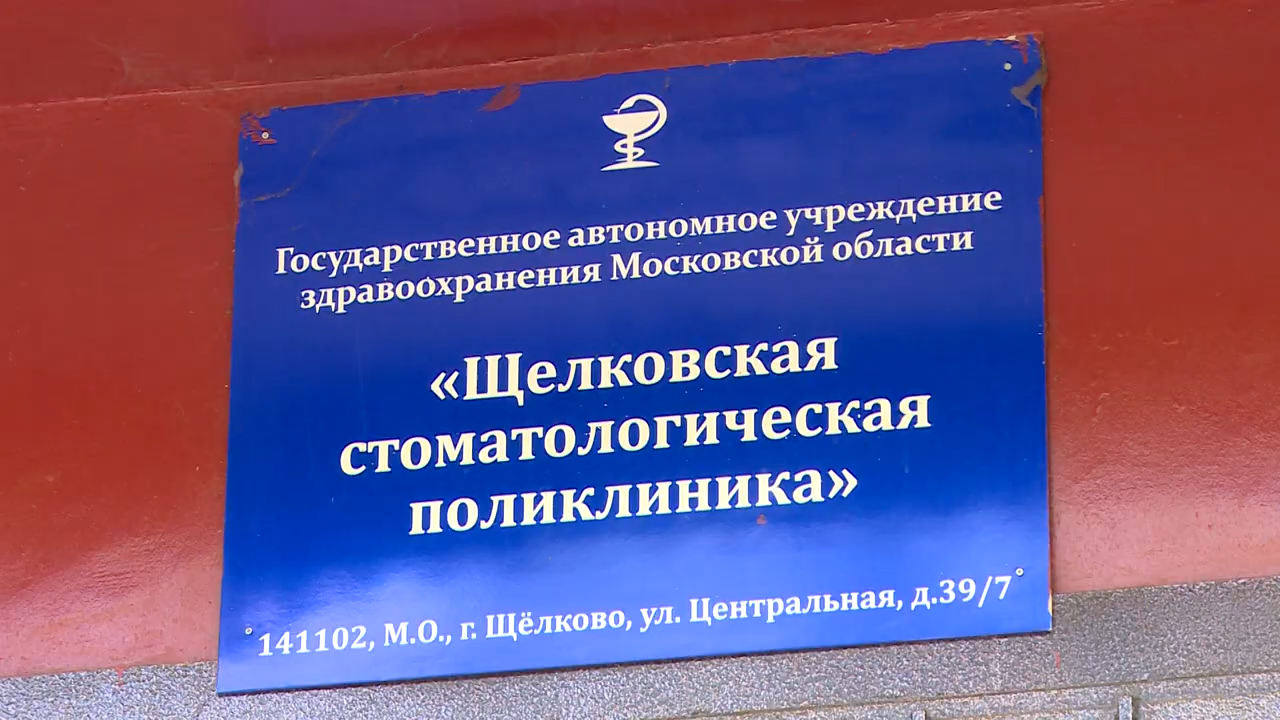 Государственное автономное учреждение
здравоохранения Московской области
«Щелковская
стоматологическая
поликлиника»
141102, М.О., г. Щёлково, ул. Центральная, д.39/7